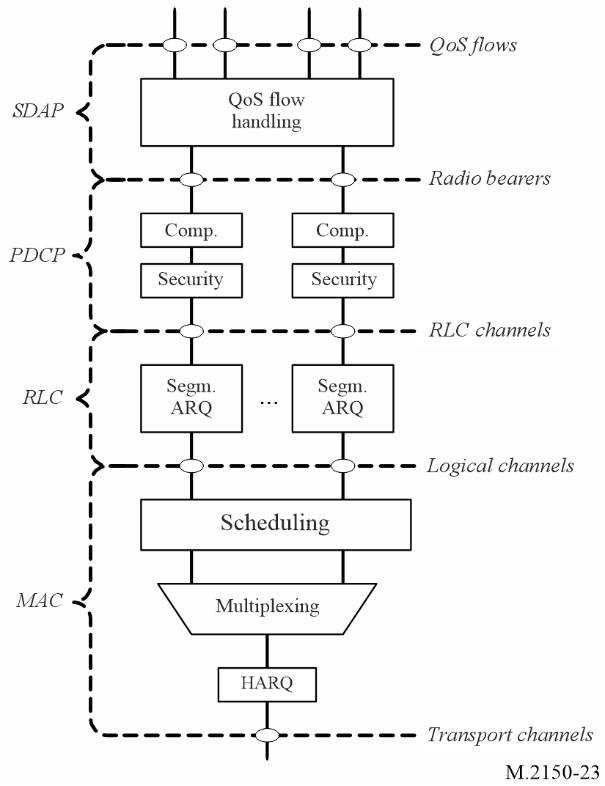 QoS flows
SDAP
QoS flow
handling
Radio bearers
Comp.
Comp.
PDCP
Security
Security
RLC channels
RLC
Segm.
ARQ
...
Segm.
ARQ
Logical channels
Scheduling
MAC
Multiplexing
HARQ
Transport channels
M.2150-23